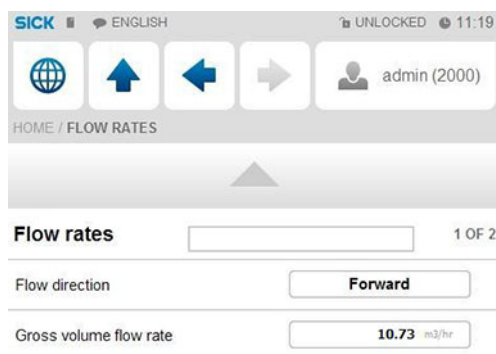 SICK ENGLISH UNLOCKED 11:19
admin (2000)
HOME / FLOW RATES
Flow rates 1 OF 2
Flow direction Forward
Gross volume flow rate 10.73 m3/hr